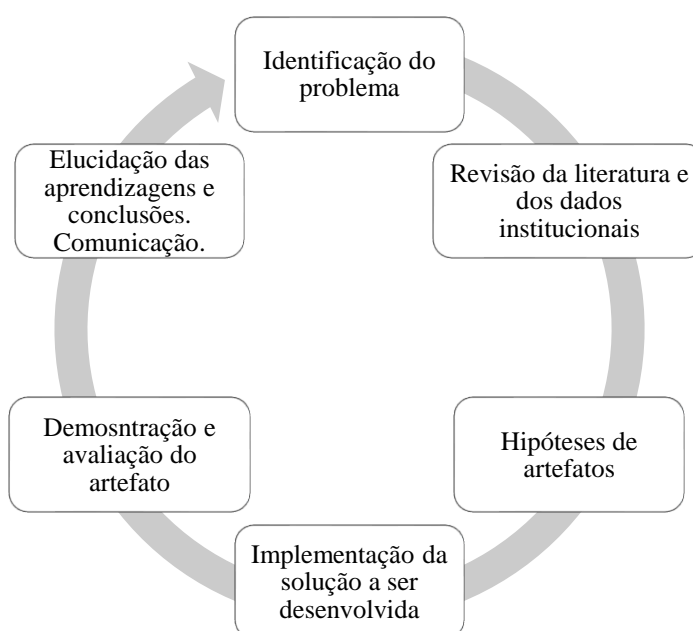 Identificação do
problema
Revisão da literatura e
dos dados
institucionais
Hipóteses de
artefatos
Implementação da
solução a ser
desenvolvida
Demosntração e
avaliação do
artefato
Elucidação das
aprendizagens e
conclusões.
Comunicação.